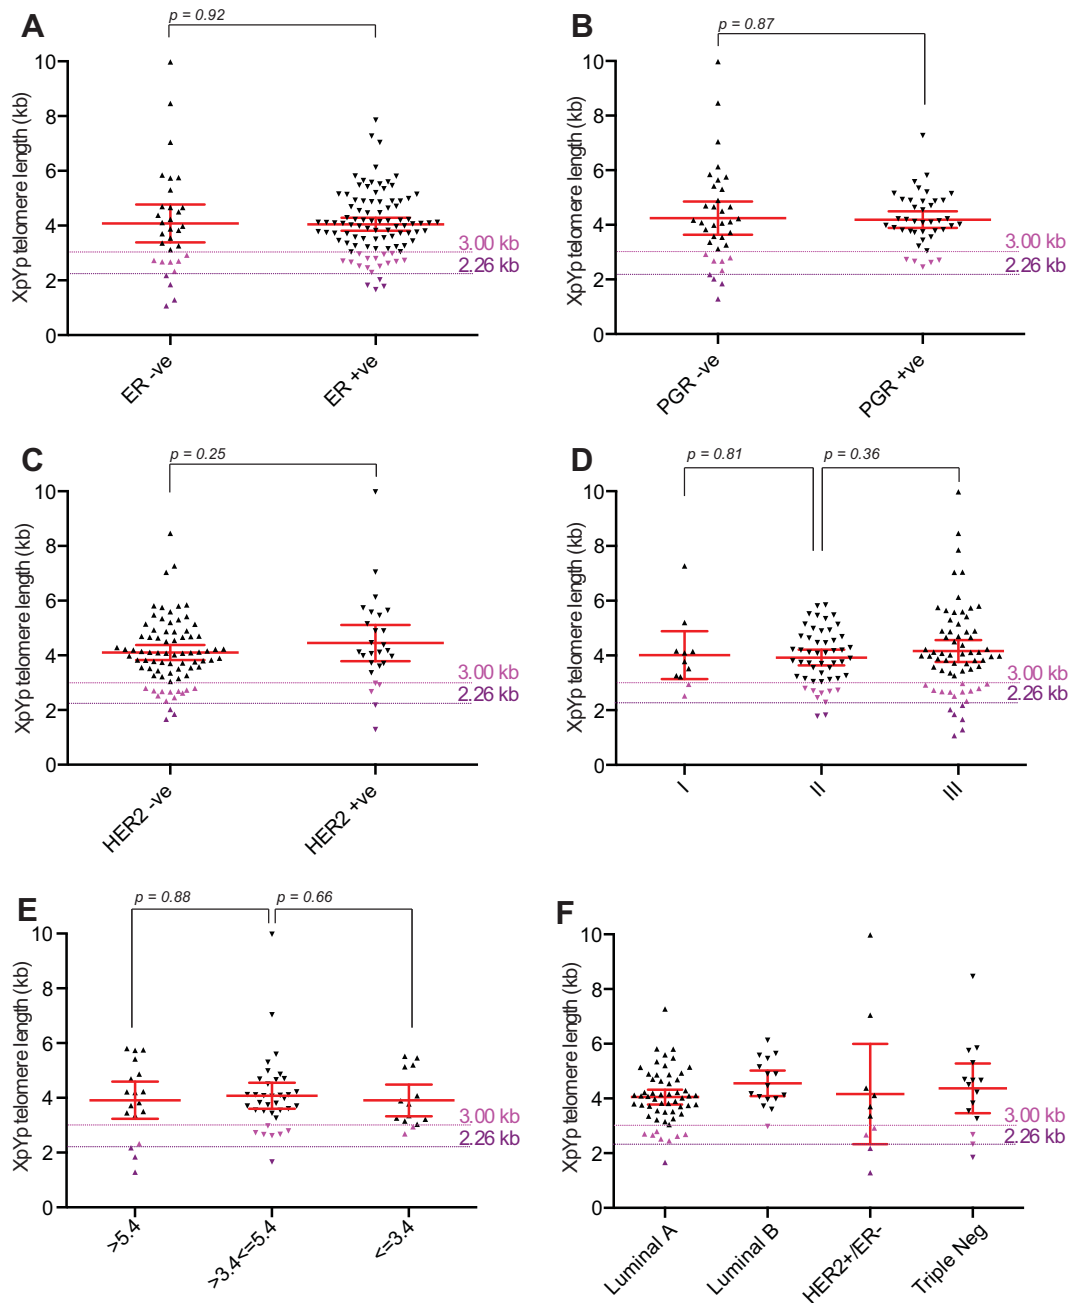 A
p = 0.92
XpYp telomere length (kb)
10
8
6
4
2
0
3.00 kb
2.26 kb
ER -ve
ER +ve
B
p = 0.87
XpYp telomere length (kb)
10
8
6
4
2
0
3.00 kb
2.26 kb
PGR -ve
PGR +ve
C
p = 0.25
XpYp telomere length (kb)
10
8
6
4
2
0
3.00 kb
2.26 kb
HER2 -ve
HER2 +ve
D
p = 0.81
p = 0.36
XpYp telomere length (kb)
10
8
6
4
2
0
3.00 kb
2.26 kb
I
II
III
E
p = 0.88
p = 0.66
XpYp telomere length (kb)
10
8
6
4
2
0
3.00 kb
2.26 kb
>5.4
>3.4<=5.4
<=3.4
F
XpYp telomere length (kb)
10
8
6
4
2
0
3.00 kb
2.26 kb
Luminal A
Luminal B
HER2+/ER-
Triple Neg